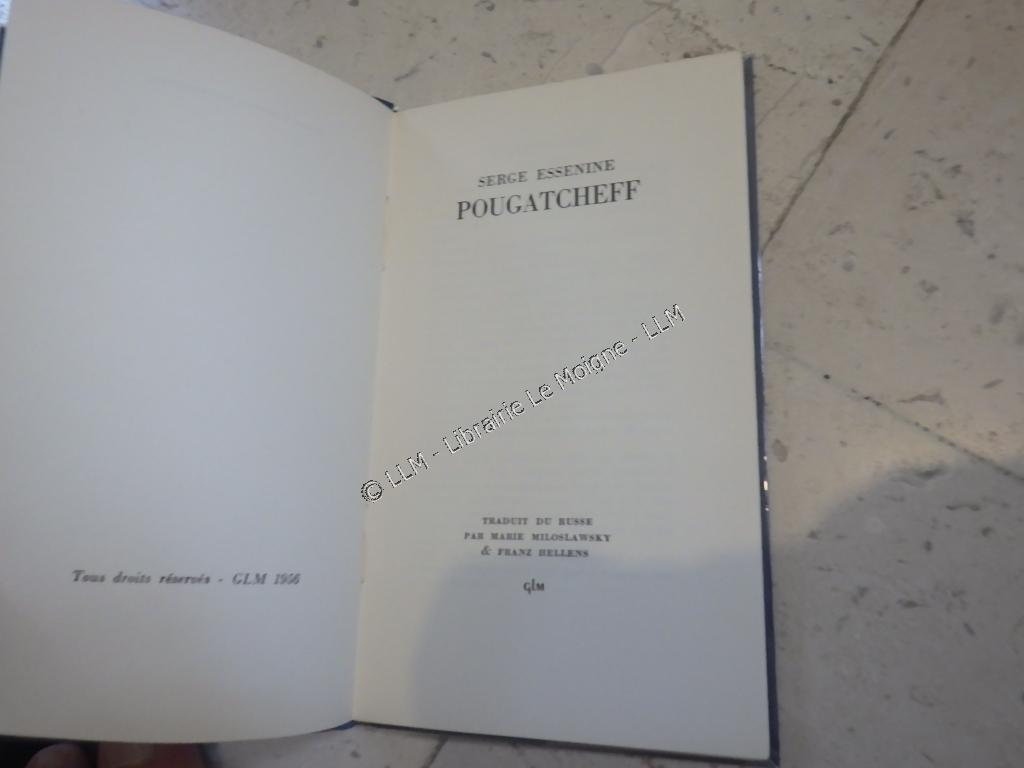 Tous droits réservés - GLM 1956
SERGE ESSENINE
POUGATCHEFF
© LLM - Librairie Le Moigne - LLM
TRADUIT DU RUSSE
PAR MARIE MILOSLAWSKY
& FRANZ HELLENS
GLM